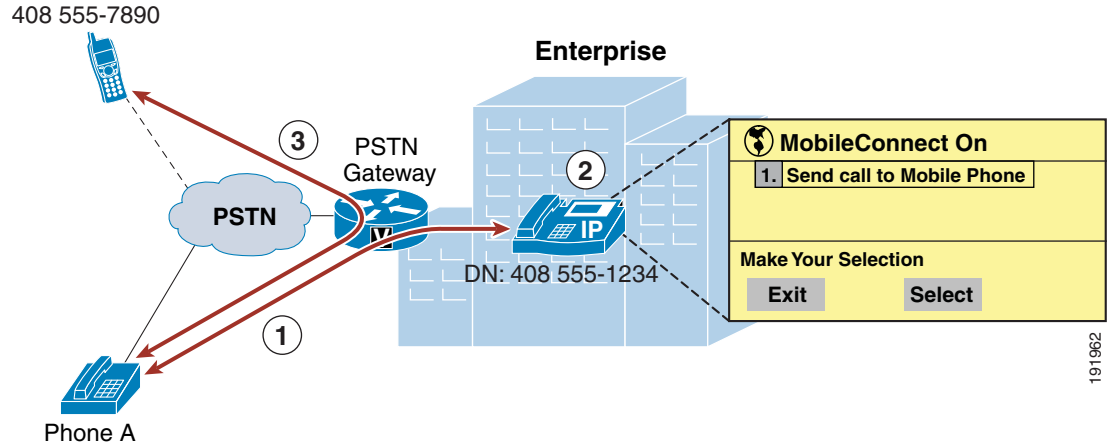 408 555-7890
Enterprise
3
PSTN
Gateway
2
MobileConnect On
1. Send call to Mobile Phone
PSTN
V
IP
DN: 408 555-1234
Make Your Selection
Exit Select
1
191962
Phone A